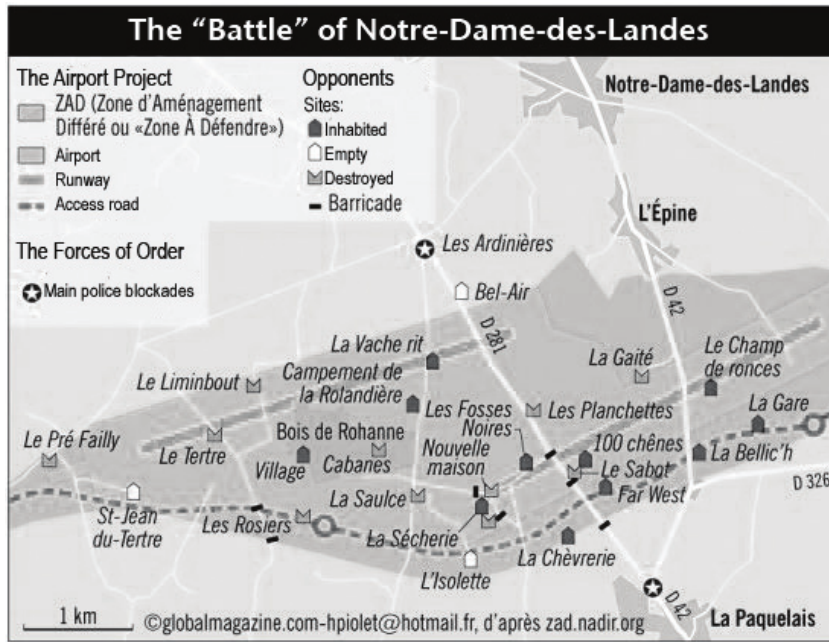 The “Battle” of Notre-Dame-des-Landes
The Airport Project
ZAD (Zone d’Aménagement
Différé ou «Zone À Défendre»)
Airport
Runway
Access road
Opponents
Sites:
Inhabited
Empty
Destroyed
Barricade
The Forces of Order
Main police blockades
Notre-Dame-des-Landes
L’Épine
Les Ardinières
Bel-Air
D 281
D 42
La Vache rit
La Gaité
Le Champ
de ronces
Le Liminbout
Campement de
la Rolandière
Les Fosses
Noires
Les Planchettes
La Gare
Le Pré Failly
Le Tertre
Bois de Rohanne
Village
Cabanes
Nouvelle
maison
100 chênes
La Bellic’h
Le Sabot
Far West
D 326
St-Jean
du-Tertre
Les Rosiers
La Saulce
La Sécherie
La Chèvrerie
L’Isolette
D 42
La Paquelais
1 km
©globalmagazine.com-hpiolet@hotmail.fr, d’après zad.nadir.org